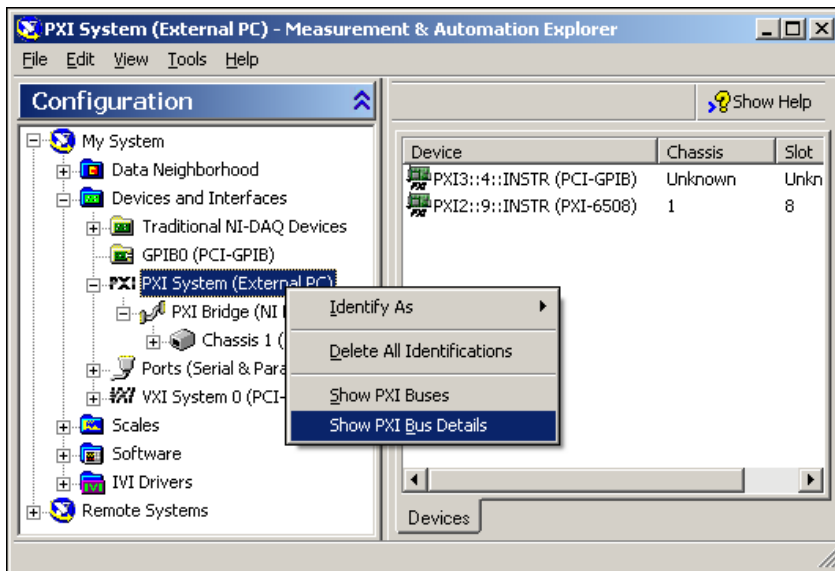 PXI System (External PC) - Measurement & Automation Explorer
File Edit View Tools Help
Configuration
Show Help
My System
Data Neighborhood
Devices and Interfaces
Traditional NI-DAQ Devices
GPIB0 (PCI-GPIB)
PXI PXI System (External PC)
PXI Bridge (NI
Chassis 1 (
Ports (Serial & Para
VXI System 0 (PCI-
Scales
Software
IVI Drivers
Remote Systems
Identify As
Delete All Identifications
Show PXI Buses
Show PXI Bus Details
Device Chassis Slot
PXI3::4::INSTR (PCI-GPIB) Unknown Unkn
PXI2::9::INSTR (PXI-6508) 1 8
Devices